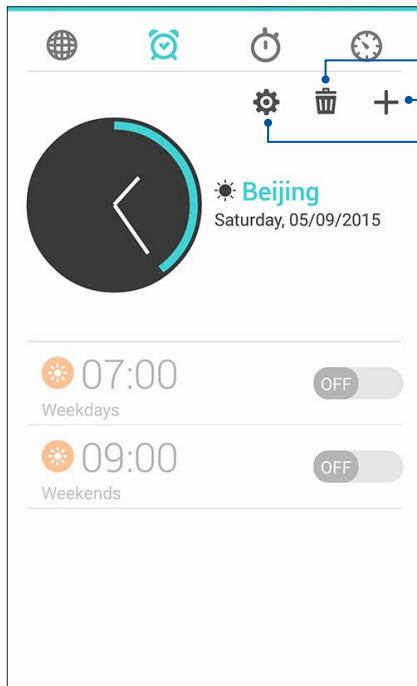 Beijing
Saturday, 05/09/2015
07:00
OFF
Weekdays
09:00
OFF
Weekends